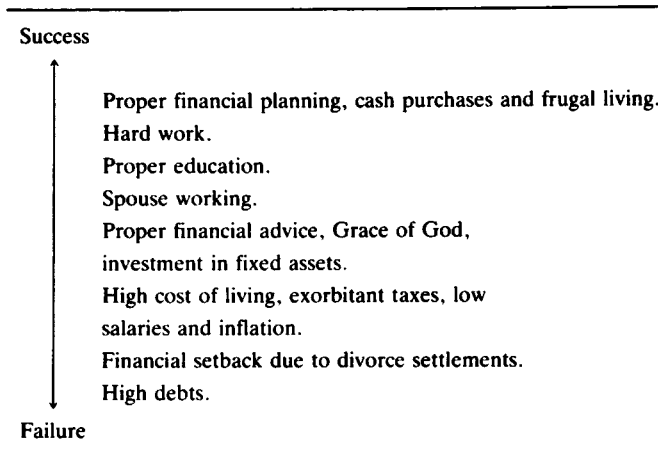 Success
Proper financial planning, cash purchases and frugal living.
Hard work.
Proper education.
Spouse working.
Proper financial advice, Grace of God,
investment in fixed assets.
High cost of living, exorbitant taxes, low
salaries and inflation.
Financial setback due to divorce settlements.
High debts.
Failure